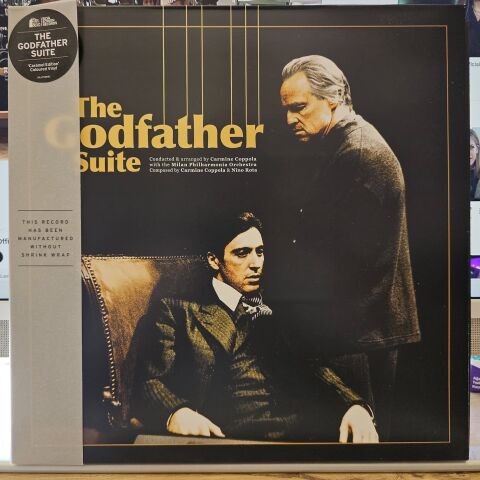 THE
GODFATHER
SUITE
'Caramel Edition'
Coloured Vinyl
The
Godfather
Suite
Conducted & arranged by Carmine Coppola
with the Milan Philharmonia Orchestra
Composed by Carmine Coppola & Nino Rota
THIS RECORD
HAS BEEN
MANUFACTURED
WITHOUT
SHRINK WRAP